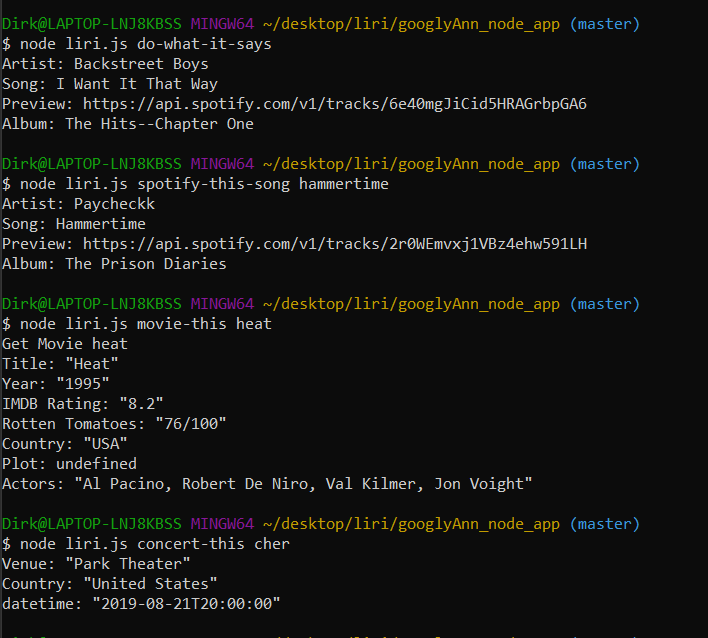 Dirk@LAPTOP-LNJ8KBSS MINGW64 ~/desktop/liri/googlyAnn_node_app (master)
$ node liri.js do-what-it-says
Artist: Backstreet Boys
Song: I Want It That Way
Preview: https://api.spotify.com/v1/tracks/6e40mgJiCid5HRAGrbpGA6
Album: The Hits--Chapter One
Dirk@LAPTOP-LNJ8KBSS MINGW64 ~/desktop/liri/googlyAnn_node_app (master)
$ node liri.js spotify-this-song hammertime
Artist: Paycheckk
Song: Hammertime
Preview: https://api.spotify.com/v1/tracks/2r0WEmvxj1VBz4ehw591LH
Album: The Prison Diaries
Dirk@LAPTOP-LNJ8KBSS MINGW64 ~/desktop/liri/googlyAnn_node_app (master)
$ node liri.js movie-this heat
Get Movie heat
Title: "Heat"
Year: "1995"
IMDB Rating: "8.2"
Rotten Tomatoes: "76/100"
Country: "USA"
Plot: undefined
Actors: "Al Pacino, Robert De Niro, Val Kilmer, Jon Voight"
Dirk@LAPTOP-LNJ8KBSS MINGW64 ~/desktop/liri/googlyAnn_node_app (master)
$ node liri.js concert-this cher
Venue: "Park Theater"
Country: "United States"
datetime: "2019-08-21T20:00:00"